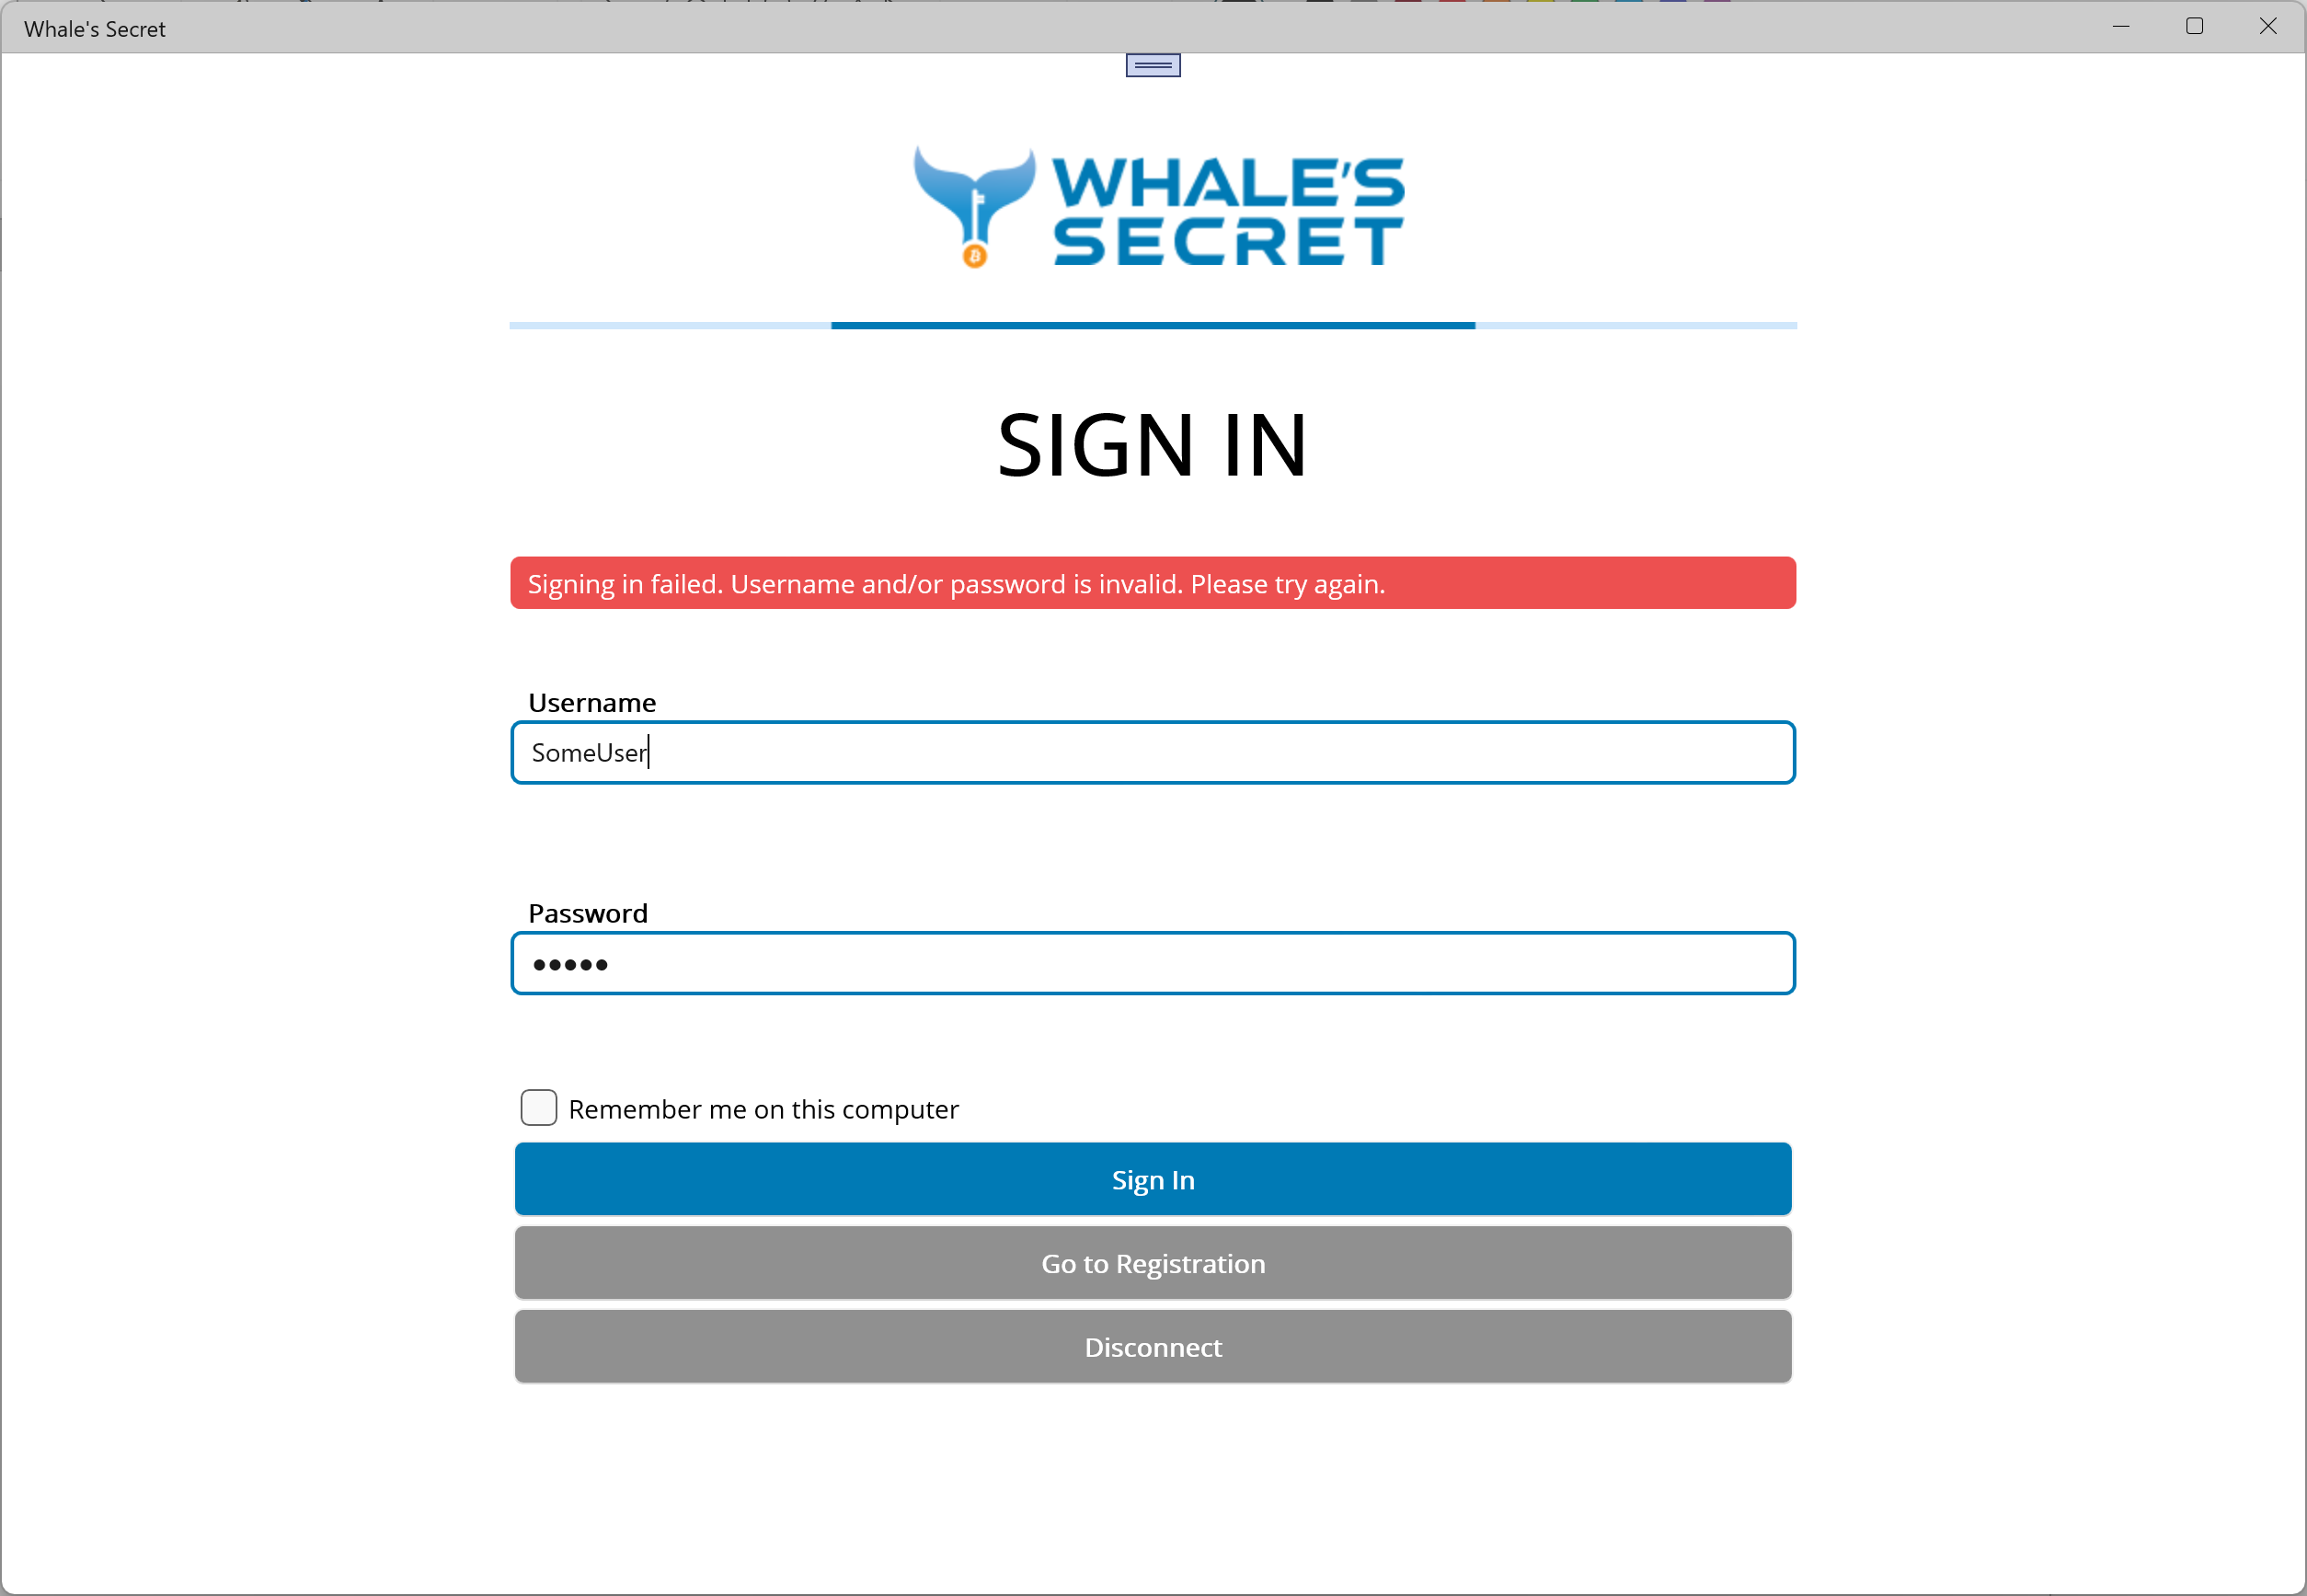 Whale's Secret
WHALE'S
SECRET
SIGN IN
Signing in failed. Username and/or password is invalid. Please try again.
Username
SomeUser
Password
•••••
Remember me on this computer
Sign In
Go to Registration
Disconnect